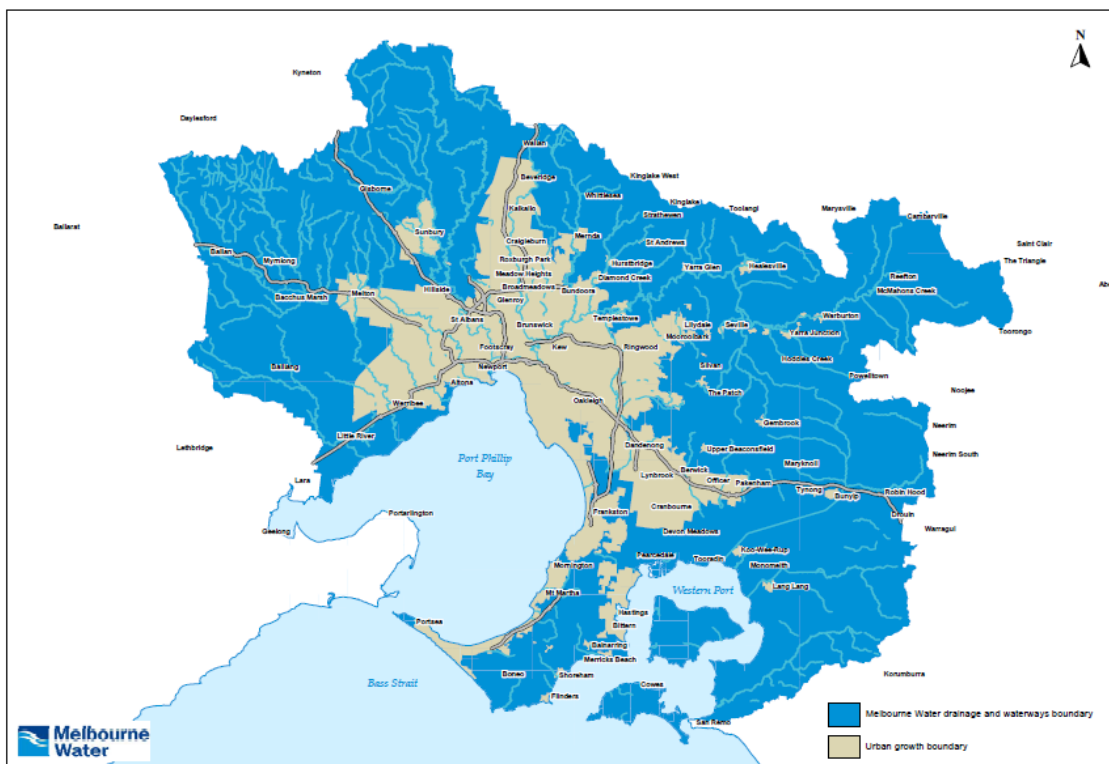 N
Kyneton
Daylesford
Wallan
Beveridge
Kinglake West
Gisborne
Whittlesea
Kinglake
Toolangi
Marysville
Kalkallo
Strathewen
Cambarville
Ballarat
Sunbury
Craigieburn
Mernda
St Andrews
Saint Clair
Ballan
Myrniong
Roxburgh Park
Hurstbridge
Yarra Glen
Healesville
The Triangle
Meadow Heights
Diamond Creek
Reefton
Melton
Hillside
Broadmeadows
Bundoors
McMahons Creek
Bacchus Marsh
Glenroy
St Albans
Brunswick
Templestowe
Lilydale
Seville
Warburton
Mooroolbark
Yarra Junction
Toorongo
Footscray
Kew
Ringwood
Hoddles Creek
Newport
Silvan
Powelltown
Balliang
Altona
Noojee
Werribee
Oakleigh
The Patch
Gembrook
Neerim
Little River
Lethbridge
Dandenong
Upper Beaconsfield
Neerim South
Port Phillip
Bay
Lynbrook
Berwick
Maryknoll
Officer
Pakenham
Lara
Tynong
Bunyip
Robin Hood
Cranbourne
Portarlington
Frankston
Drouin
Geelong
Devon Meadows
Warragul
Pearcedale
Tooradin
Koo-Wee-Rup
Mornington
Monomeith
Mt Martha
Western Port
Lang Lang
Hastings
Portsea
Bittern
Balnarring
Merricks Beach
Bass Strait
Boneo
Shoreham
Cowes
Korumburra
Flinders
San Remo
Melbourne Water drainage and waterways boundary
Urban growth boundary
Melbourne
Water